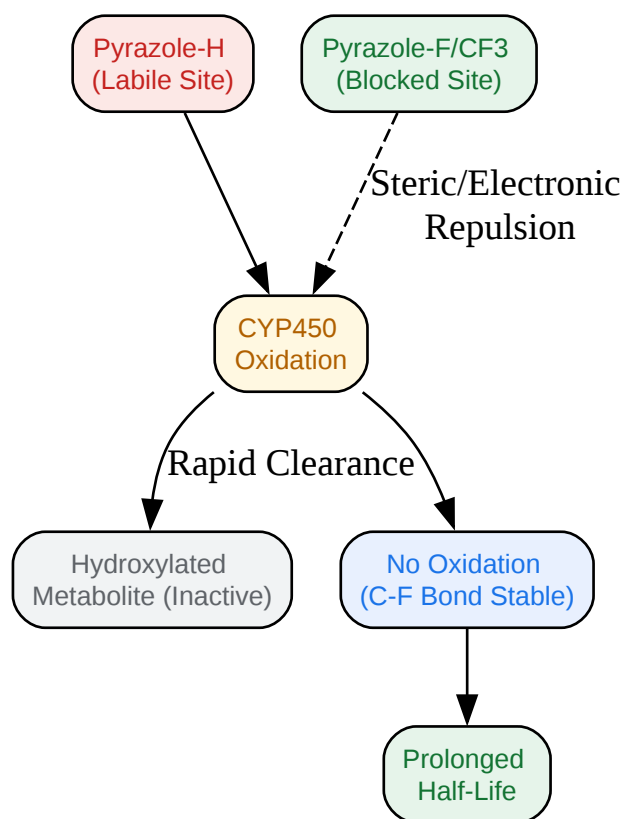 Pyrazole-H
(Labile Site)
Pyrazole-F/CF3
(Blocked Site)
Steric/Electronic
Repulsion
CYP450
Oxidation
Rapid Clearance
Hydroxylated
Metabolite (Inactive)
No Oxidation
(C-F Bond Stable)
Prolonged
Half-Life